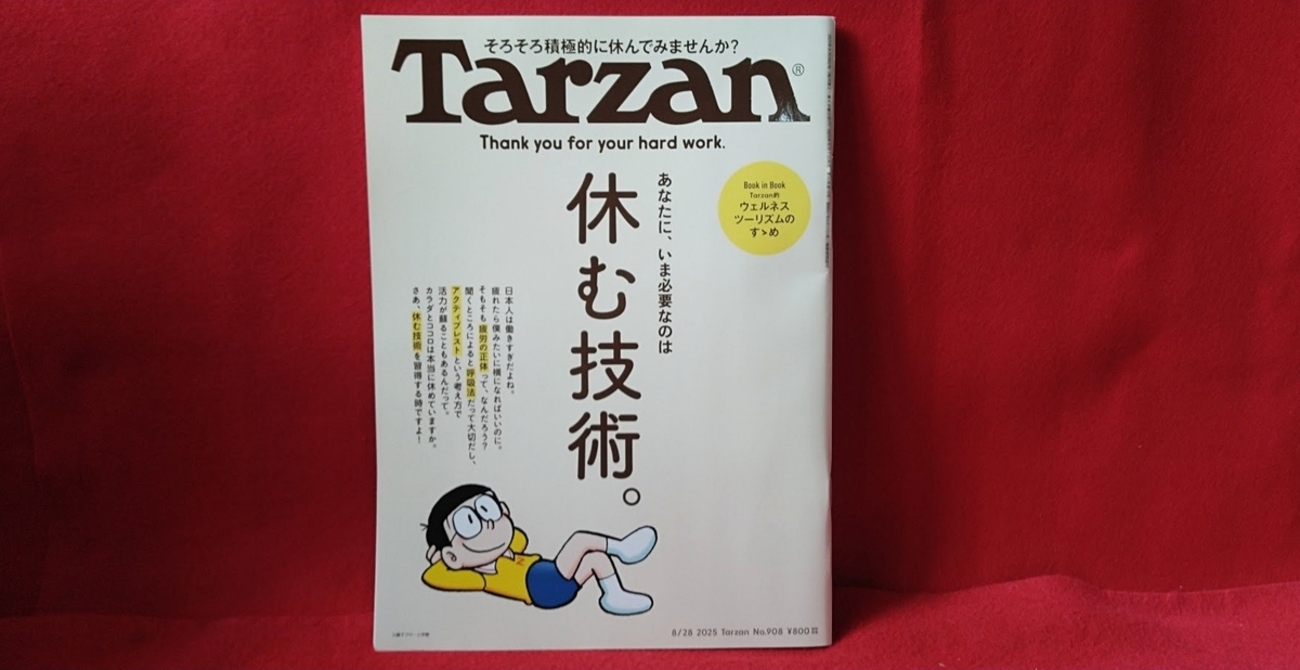 そろそろ積極的に休んでみませんか?
Tarzan®
Thank you for your hard work.
Book in Book
Tarzan的
ウェルネス
ツーリズムの
すゝめ
あなたに、いま必要なのは
休む技術。
日本人は働きすぎだよね。
疲れたら僕みたいに横になればいいのに。
そもそも疲労の正体って、なんだろう?
聞くところによると呼吸法だって大切だし、
アクティブレストという考え方で
活力が蘇ることもあるんだって。
カラダとココロは本当に休めていますか。
さあ、休む技術を習得する時ですよ!
8/28 2025 Tarzan No.908 ¥800